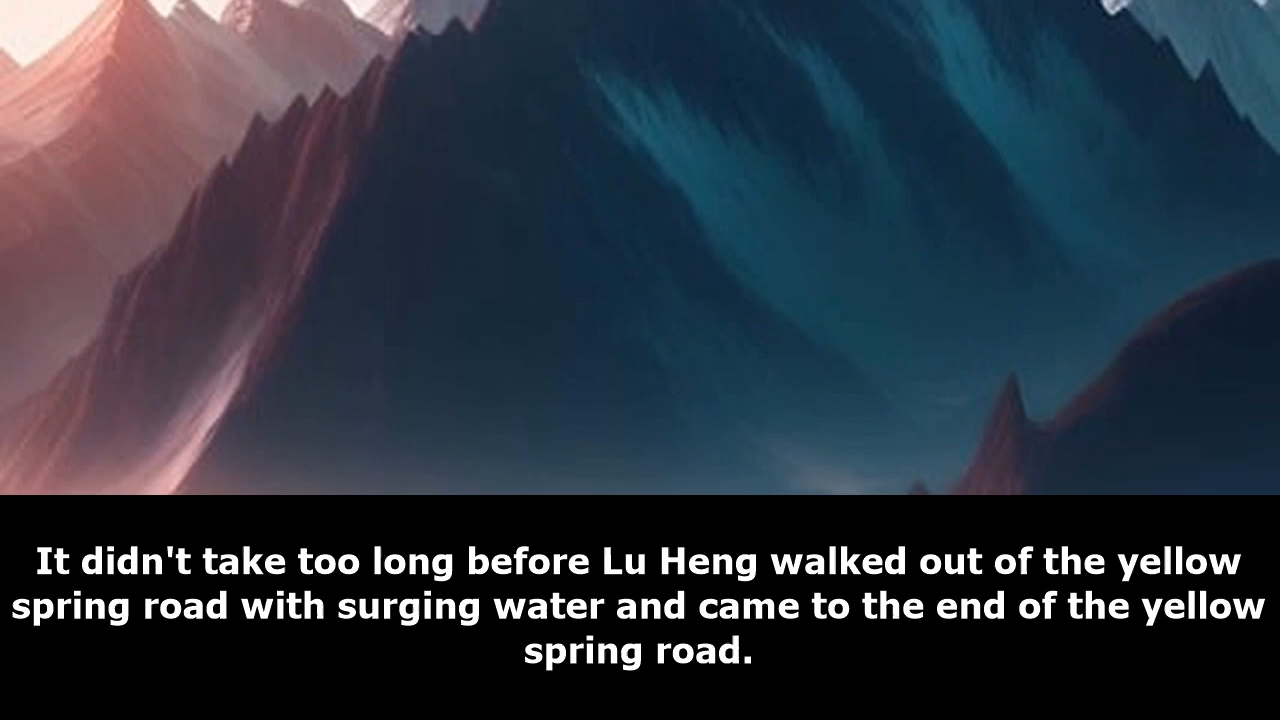 It didn't take too long before Lu Heng walked out of the yellow
spring road with surging water and came to the end of the yellow
spring road.